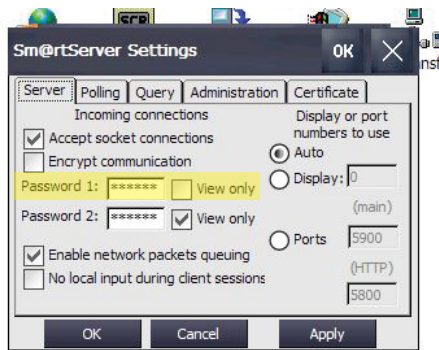 SCR
Sm@rtServer Settings OK
nsf
Server Polling Query Administration Certificate
Incoming connections
Accept socket connections
Encrypt communication
Password 1: ****** View only
Password 2: ****** View only
Enable network packets queuing
No local input during client sessions
Display or port
numbers to use
Auto
Display: 0
(main)
Ports 5900
(HTTP)
5800
OK Cancel Apply